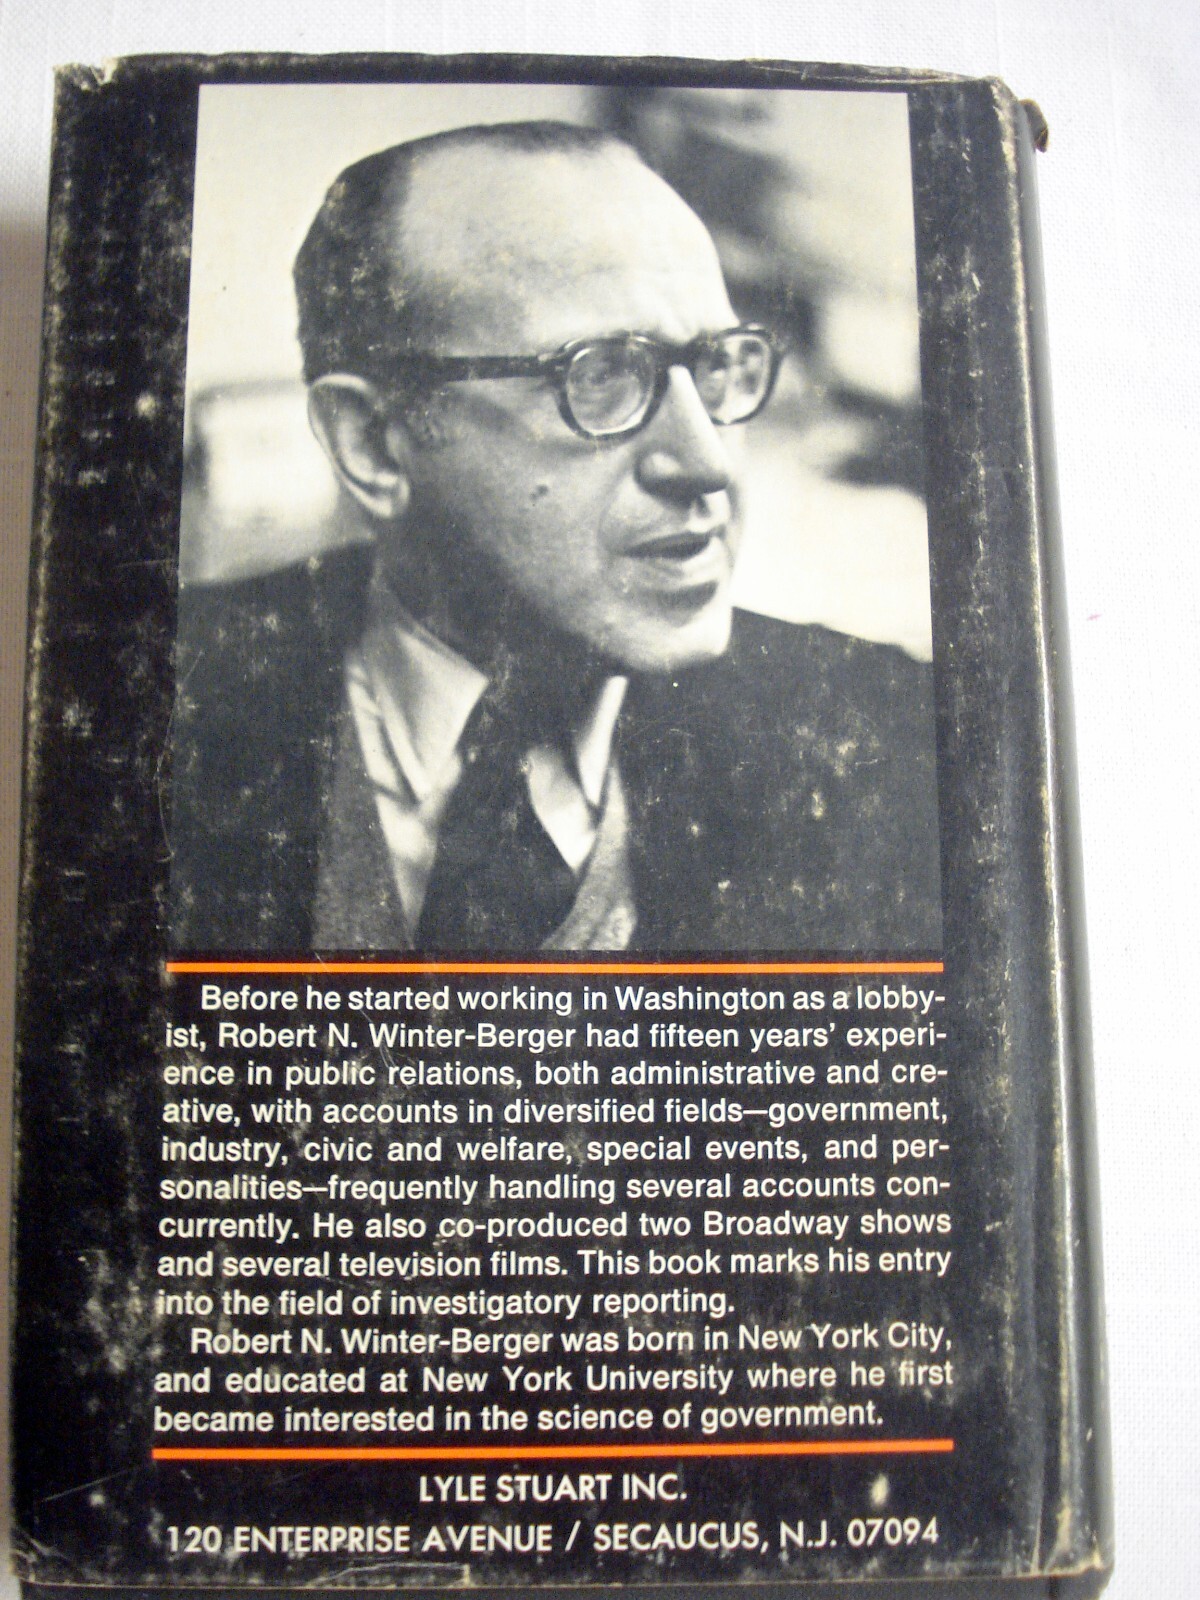 Before he started working in Washington as a lobby-
ist, Robert N. Winter-Berger had fifteen years' experi-
ence in public relations, both administrative and cre-
ative, with accounts in diversified fields—government,
industry, civic and welfare, special events, and per-
sonalities—frequently handling several accounts con-
currently. He also co-produced two Broadway shows
and several television films. This book marks his entry
into the field of investigatory reporting.
Robert N. Winter-Berger was born in New York City,
and educated at New York University where he first
became interested in the science of government.
LYLE STUART INC.
120 ENTERPRISE AVENUE / SECAUCUS, N.J. 07094